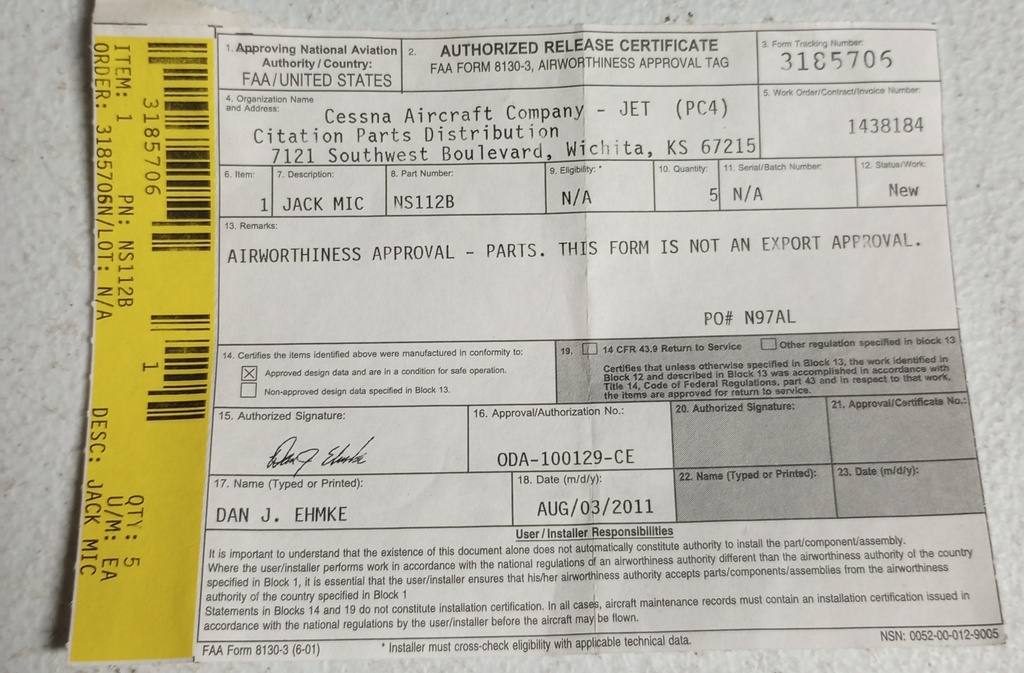 ITEM: 1 PN: NS112B QTY: 5
ORDER: 3185706N/LOT: N/A U/M: EA
DESC: JACK MIC
3185706
1
1. Approving National Aviation
Authority / Country:
FAA/UNITED STATES
2.
AUTHORIZED RELEASE CERTIFICATE
FAA FORM 8130-3, AIRWORTHINESS APPROVAL TAG
3. Form Tracking Number:
3185706
4. Organization Name
and Address:
Cessna Aircraft Company - JET (PC4)
Citation Parts Distribution
7121 Southwest Boulevard, Wichita, KS 67215
5. Work Order/Contract/Invoice Number:
1438184
6. Item: 7. Description: 8. Part Number: 9. Eligibility: * 10. Quantity: 11. Serial/Batch Number: 12. Status/Work:
1 JACK MIC NS112B N/A 5 N/A New
13. Remarks:
AIRWORTHINESS APPROVAL - PARTS. THIS FORM IS NOT AN EXPORT APPROVAL.
PO# N97AL
14. Certifies the items identified above were manufactured in conformity to:
Approved design data and are in a condition for safe operation.
Non-approved design data specified in Block 13.
19. 14 CFR 43.9 Return to Service Other regulation specified in block 13
Certifies that unless otherwise specified in Block 13, the work identified in
Block 12 and described in Block 13 was accomplished in accordance with
Title 14, Code of Federal Regulations, part 43 and in respect to that work,
the items are approved for return to service.
15. Authorized Signature:
Dan J Ehmke
16. Approval/Authorization No.:
ODA-100129-CE
20. Authorized Signature:
21. Approval/Certificate No.:
17. Name (Typed or Printed):
DAN J. EHMKE
18. Date (m/d/y):
AUG/03/2011
22. Name (Typed or Printed):
23. Date (m/d/y):
User / Installer Responsibilities
It is important to understand that the existence of this document alone does not automatically constitute authority to install the part/component/assembly.
Where the user/installer performs work in accordance with the national regulations of an airworthiness authority different than the airworthiness authority of the country
specified in Block 1, it is essential that the user/installer ensures that his/her airworthiness authority accepts parts/components/assemblies from the airworthiness
authority of the country specified in Block 1
Statements in Blocks 14 and 19 do not constitute installation certification. In all cases, aircraft maintenance records must contain an installation certification issued in
accordance with the national regulations by the user/installer before the aircraft may be flown.
FAA Form 8130-3 (6-01) * Installer must cross-check eligibility with applicable technical data. NSN: 0052-00-012-9005